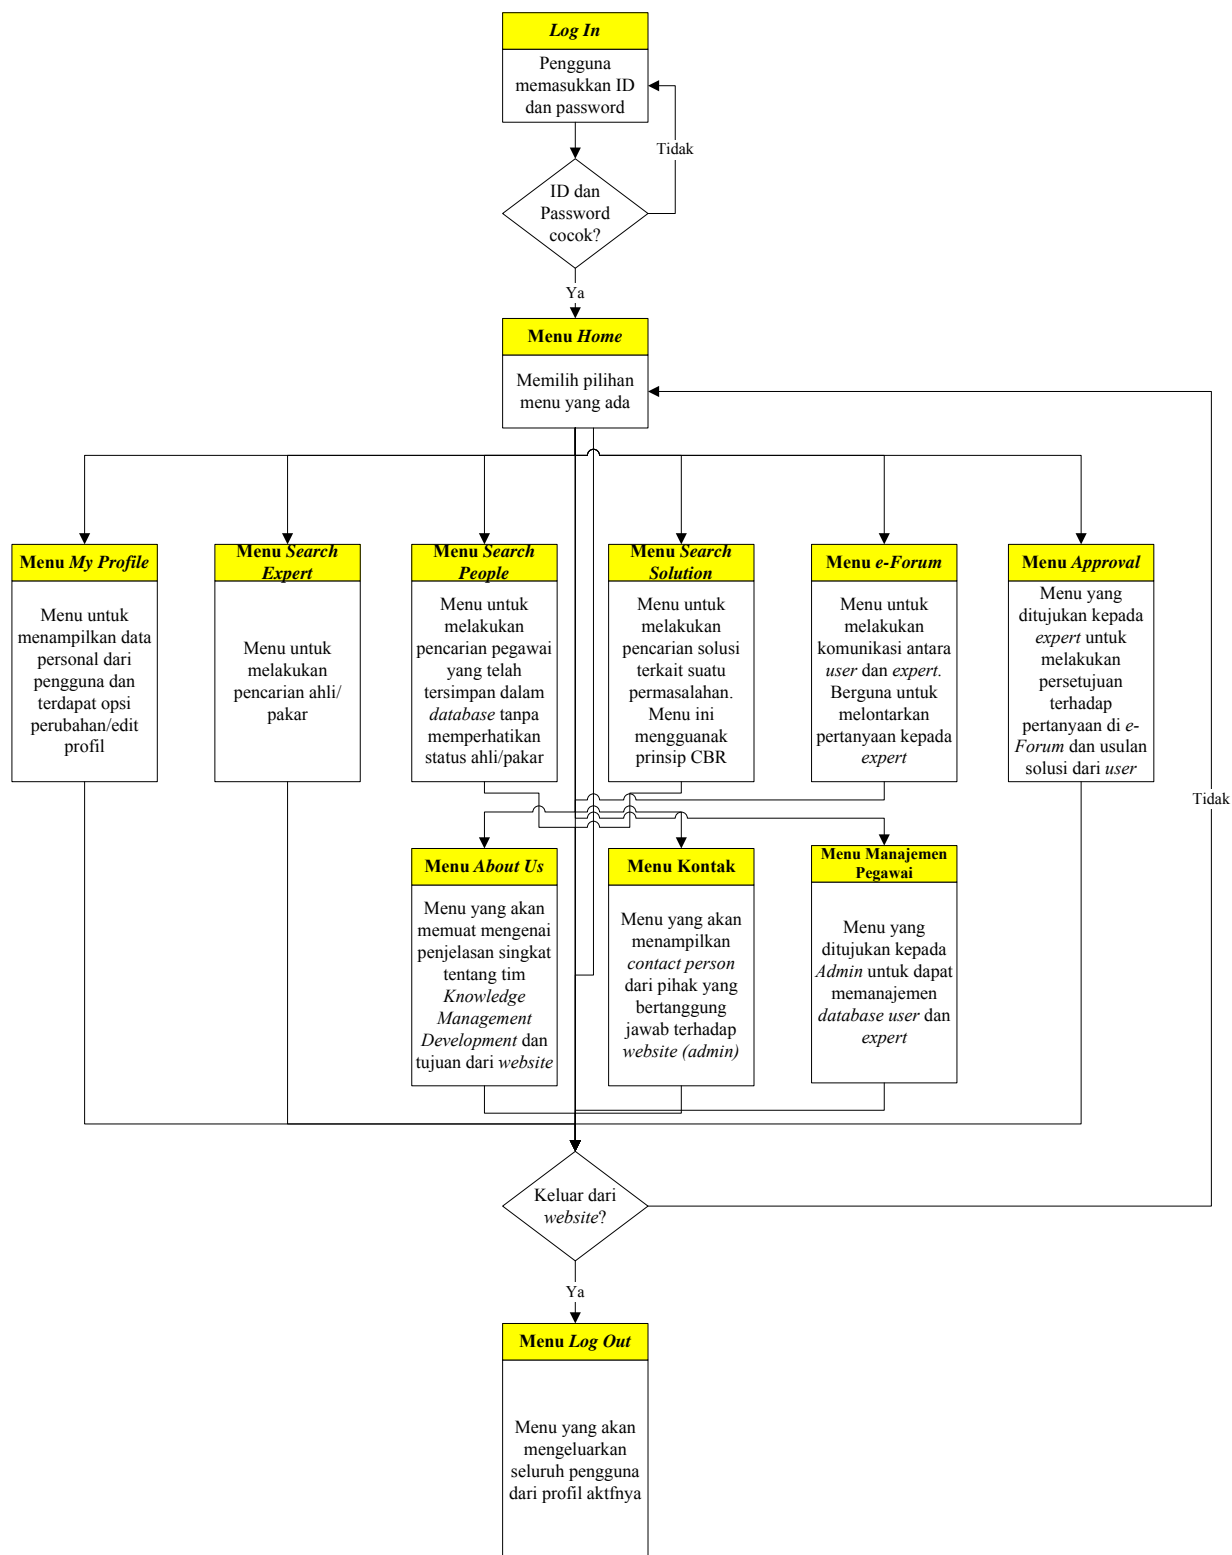 Log In
Pengguna
memasukkan ID
dan password
Tidak
ID dan
Password
cocok?
Ya
Menu Home
Memilih pilihan
menu yang ada
Menu My Profile
Menu untuk
menampilkan data
personal dari
pengguna dan
terdapat opsi
perubahan/edit
profil
Menu Search
Expert
Menu untuk
melakukan
pencarian ahli/
pakar
Menu Search
People
Menu untuk
melakukan
pencarian pegawai
yang telah
tersimpan dalam
database tanpa
memperhatikan
status ahli/pakar
Menu Search
Solution
Menu untuk
melakukan
pencarian solusi
terkait suatu
permasalahan.
Menu ini
mengguanak
prinsip CBR
Menu e-Forum
Menu untuk
melakukan
komunikasi antara
user dan expert.
Berguna untuk
melontarkan
pertanyaan kepada
expert
Menu Approval
Menu yang
ditujukan kepada
expert untuk
melakukan
persetujuan
terhadap
pertanyaan di e-
Forum dan usulan
solusi dari user
Tidak
Menu About Us
Menu yang akan
memuat mengenai
penjelasan singkat
tentang tim
Knowledge
Management
Development dan
tujuan dari website
Menu Kontak
Menu yang akan
menampilkan
contact person
dari pihak yang
bertanggung
jawab terhadap
website (admin)
Menu Manajemen
Pegawai
Menu yang
ditujukan kepada
Admin untuk dapat
memanajemen
database user dan
expert
Keluar dari
website?
Ya
Menu Log Out
Menu yang akan
mengeluarkan
seluruh pengguna
dari profil aktfnya